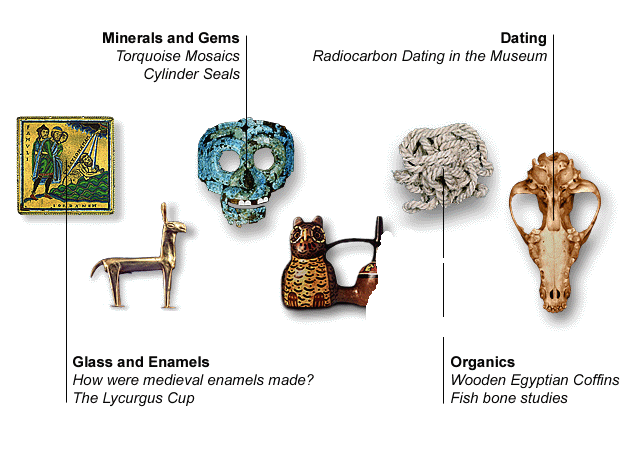 Minerals and Gems
Torquoise Mosaics
Cylinder Seals
Dating
Radiocarbon Dating in the Museum
Glass and Enamels
How were medieval enamels made?
The Lycurgus Cup
Organics
Wooden Egyptian Coffins
Fish bone studies